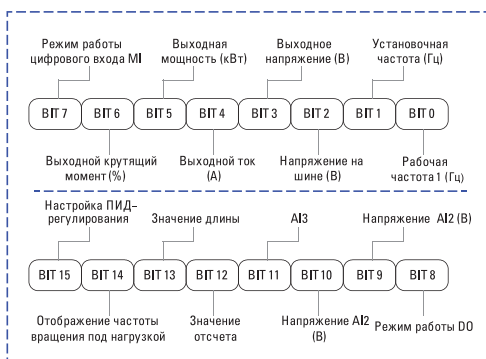 Режим работы
цифрового входа MI
Выходная
мощность (кВт)
Выходное
напряжение (В)
Установочная
частота (Гц)
BIT 7
BIT 6
BIT 5
BIT 4
BIT 3
BIT 2
BIT 1
BIT 0
Выходной крутящий
момент (%)
Выходной ток
(А)
Напряжение на
шине (В)
Рабочая
частота 1 (Гц)
Настройка ПИД–
регулирования
Значение длины
AI3
Напряжение AI2 (В)
BIT 15
BIT 14
BIT 13
BIT 12
BIT 11
BIT 10
BIT 9
BIT 8
Отображение частоты
вращения под нагрузкой
Значение
отсчета
Напряжение AI2
(В)
Режим работы DO